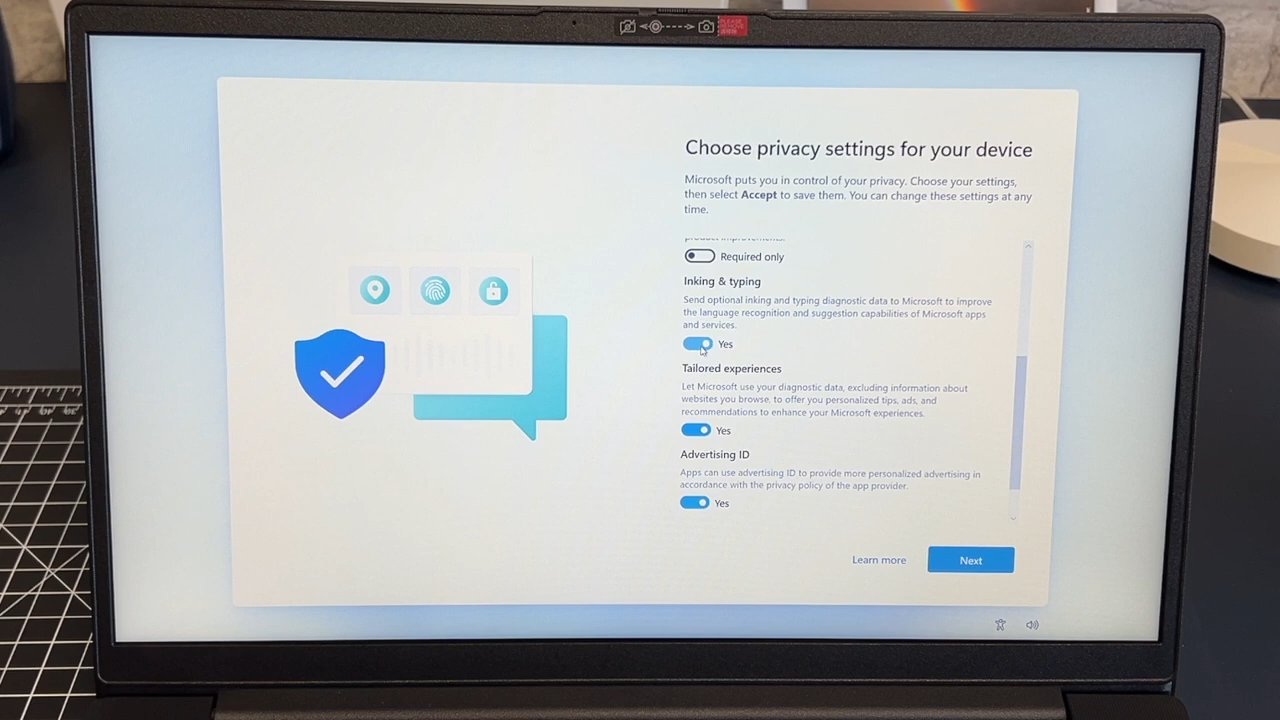 PLEASE
REMOVE
Choose privacy settings for your device
Microsoft puts you in control of your privacy. Choose your settings,
then select Accept to save them. You can change these settings at any
time.
product improvements.
Required only
Inking & typing
Send optional inking and typing diagnostic data to Microsoft to improve
the language recognition and suggestion capabilities of Microsoft apps
and services.
Yes
Tailored experiences
Let Microsoft use your diagnostic data, excluding information about
websites you browse, to offer you personalized tips, ads, and
recommendations to enhance your Microsoft experiences.
Yes
Advertising ID
Apps can use advertising ID to provide more personalized advertising in
accordance with the privacy policy of the app provider.
Yes
Learn more
Next